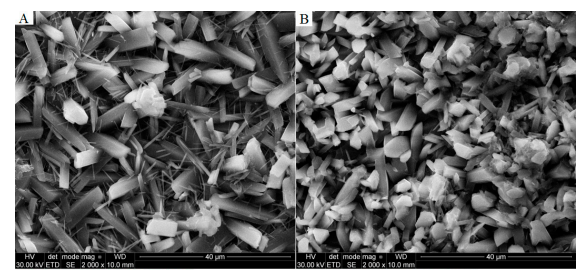 A
B
HV det mode mag WD 40 µm
30.00 kV ETD SE 2 000 x 10.0 mm
HV det mode mag WD 40 µm
30.00 kV ETD SE 2 000 x 10.0 mm